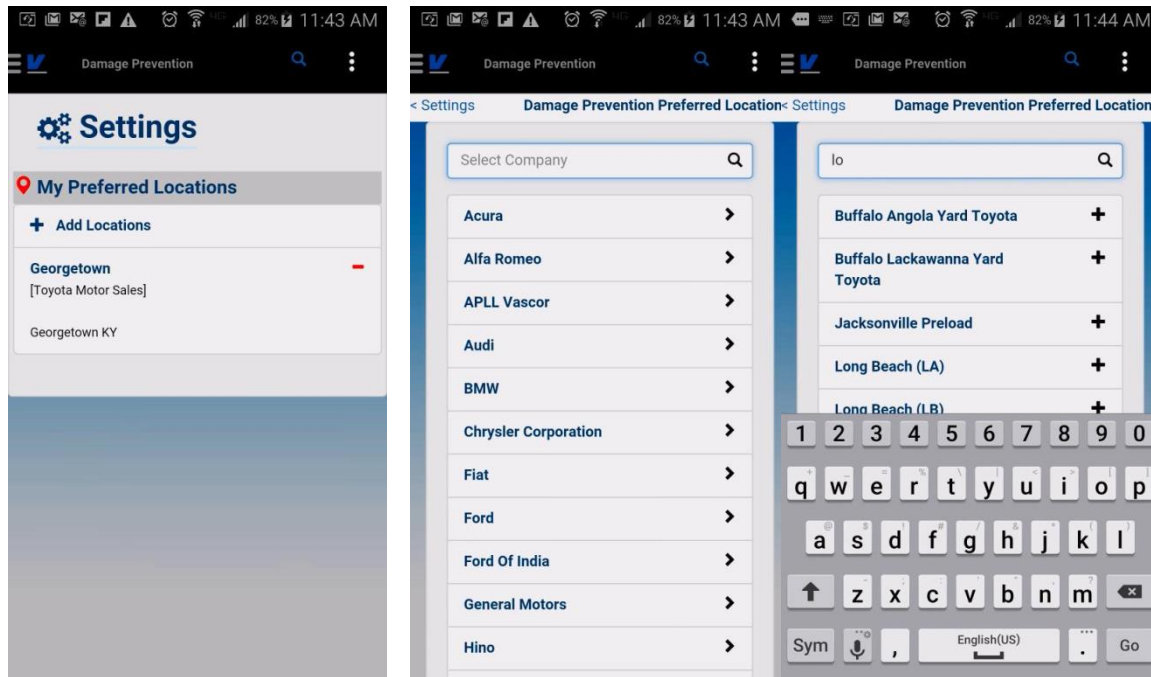 82% 11:43 AM
Damage Prevention
Settings
My Preferred Locations
+ Add Locations
Georgetown
[Toyota Motor Sales]
Georgetown KY
82% 11:43 AM
Damage Prevention
< Settings Damage Prevention Preferred Location
Select Company
Acura
Alfa Romeo
APLL Vascor
Audi
BMW
Chrysler Corporation
Fiat
Ford
Ford Of India
General Motors
Hino
82% 11:44 AM
Damage Prevention
< Settings Damage Prevention Preferred Location
lo
Buffalo Angola Yard Toyota +
Buffalo Lackawanna Yard +
Toyota
Jacksonville Preload +
Long Beach (LA) +
Long Beach (LB) +
1 2 3 4 5 6 7 8 9 0
q w e r t y u i o p
a s d f g h j k l
z x c v b n m
Sym , English(US) . Go